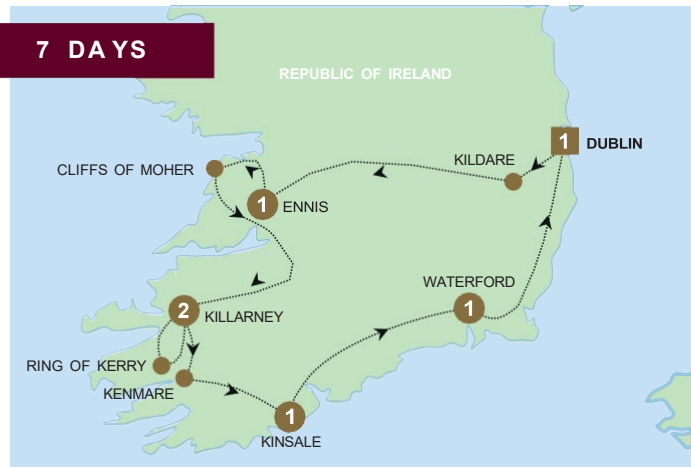 7 DAYS
REPUBLIC OF IRELAND
1 DUBLIN
KILDARE
CLIFFS OF MOHER
1 ENNIS
WATERFORD
1
2 KILLARNEY
RING OF KERRY
KENMARE
1
KINSALE